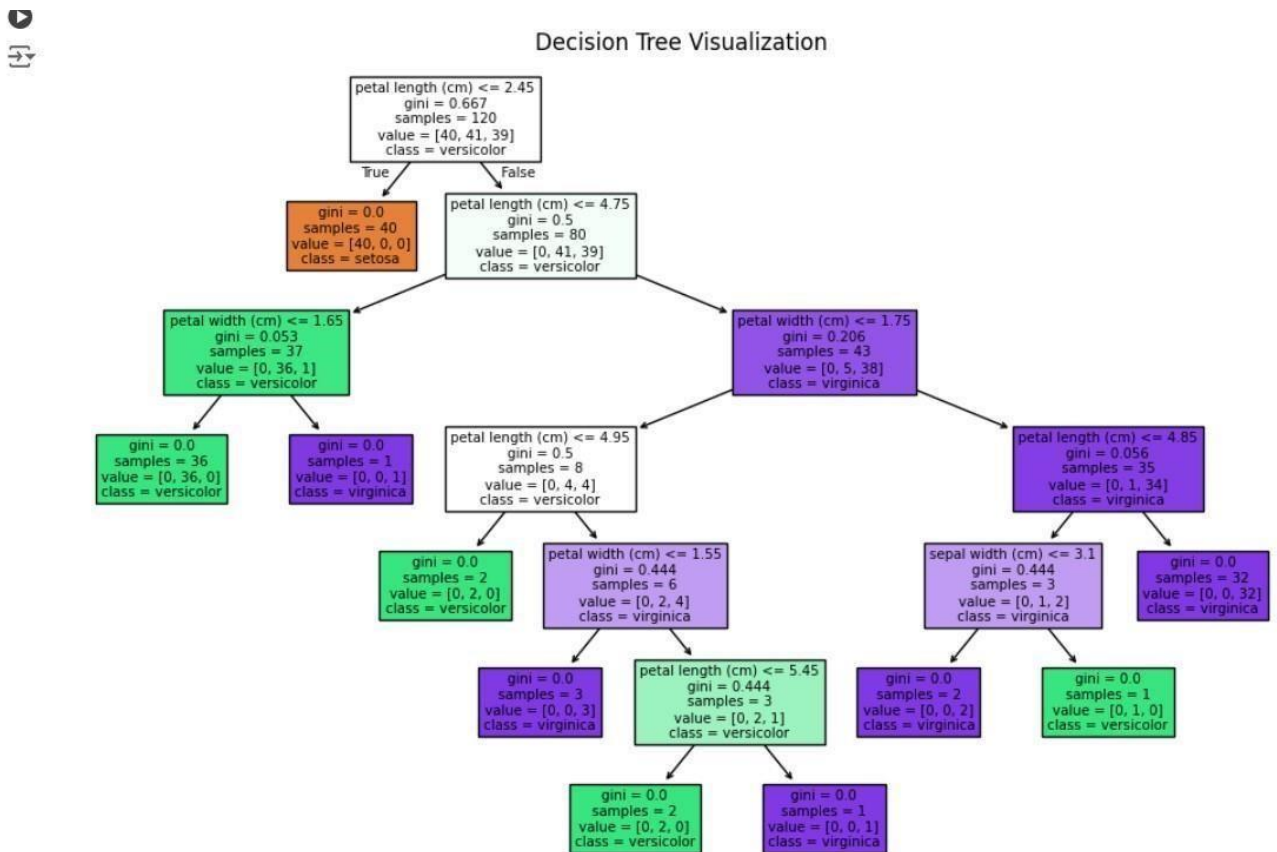 Decision Tree Visualization
petal length (cm) <= 2.45
gini = 0.667
samples = 120
value = [40, 41, 39]
class = versicolor
True
False
gini = 0.0
samples = 40
value = [40, 0, 0]
class = setosa
petal length (cm) <= 4.75
gini = 0.5
samples = 80
value = [0, 41, 39]
class = versicolor
petal width (cm) <= 1.65
gini = 0.053
samples = 37
value = [0, 36, 1]
class = versicolor
petal width (cm) <= 1.75
gini = 0.206
samples = 43
value = [0, 5, 38]
class = virginica
gini = 0.0
samples = 36
value = [0, 36, 0]
class = versicolor
gini = 0.0
samples = 1
value = [0, 0, 1]
class = virginica
petal length (cm) <= 4.95
gini = 0.5
samples = 8
value = [0, 4, 4]
class = versicolor
petal length (cm) <= 4.85
gini = 0.056
samples = 35
value = [0, 1, 34]
class = virginica
gini = 0.0
samples = 2
value = [0, 2, 0]
class = versicolor
petal width (cm) <= 1.55
gini = 0.444
samples = 6
value = [0, 2, 4]
class = virginica
sepal width (cm) <= 3.1
gini = 0.444
samples = 3
value = [0, 1, 2]
class = virginica
gini = 0.0
samples = 32
value = [0, 0, 32]
class = virginica
gini = 0.0
samples = 3
value = [0, 0, 3]
class = virginica
petal length (cm) <= 5.45
gini = 0.444
samples = 3
value = [0, 2, 1]
class = versicolor
gini = 0.0
samples = 2
value = [0, 0, 2]
class = virginica
gini = 0.0
samples = 1
value = [0, 1, 0]
class = versicolor
gini = 0.0
samples = 2
value = [0, 2, 0]
class = versicolor
gini = 0.0
samples = 1
value = [0, 0, 1]
class = virginica